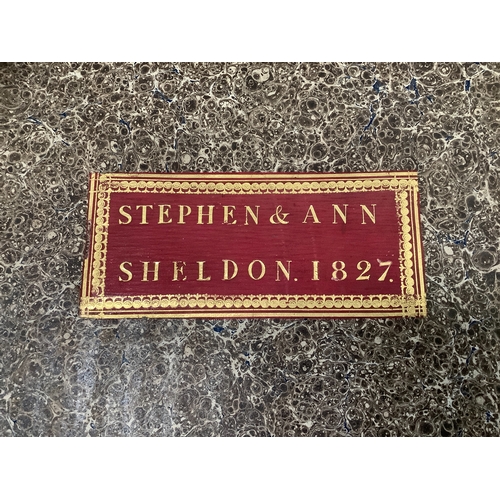 STEPHEN & ANN
SHELDON. 1827.